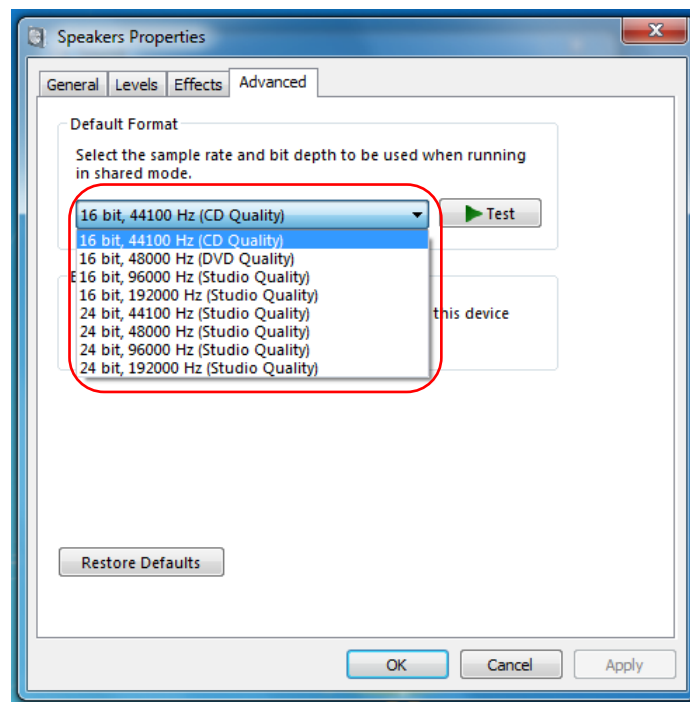 Speakers Properties
General Levels Effects Advanced
Default Format
Select the sample rate and bit depth to be used when running
in shared mode.
16 bit, 44100 Hz (CD Quality)
Test
16 bit, 44100 Hz (CD Quality)
16 bit, 48000 Hz (DVD Quality)
E
16 bit, 96000 Hz (Studio Quality)
16 bit, 192000 Hz (Studio Quality)
24 bit, 44100 Hz (Studio Quality)
this device
24 bit, 48000 Hz (Studio Quality)
24 bit, 96000 Hz (Studio Quality)
24 bit, 192000 Hz (Studio Quality)
Restore Defaults
OK Cancel Apply